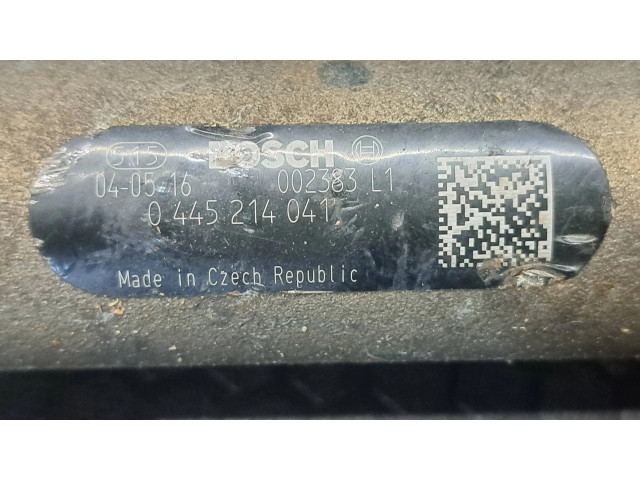 BOSCH
04-05-16 002383 L1
0 445 214 041
Made in Czech Republic